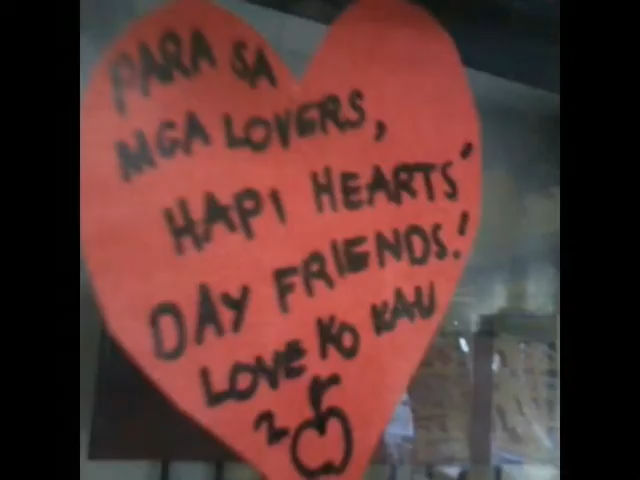 PARA SA
MGA LOVERS,
HAPI HEARTS'
DAY FRIENDS!
LOVE KO KAU